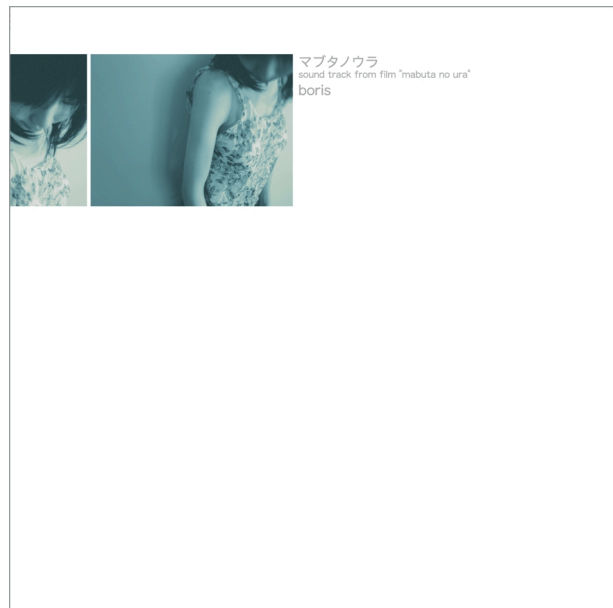 マブタノウラ
sound track from film "mabuta no ura"
boris